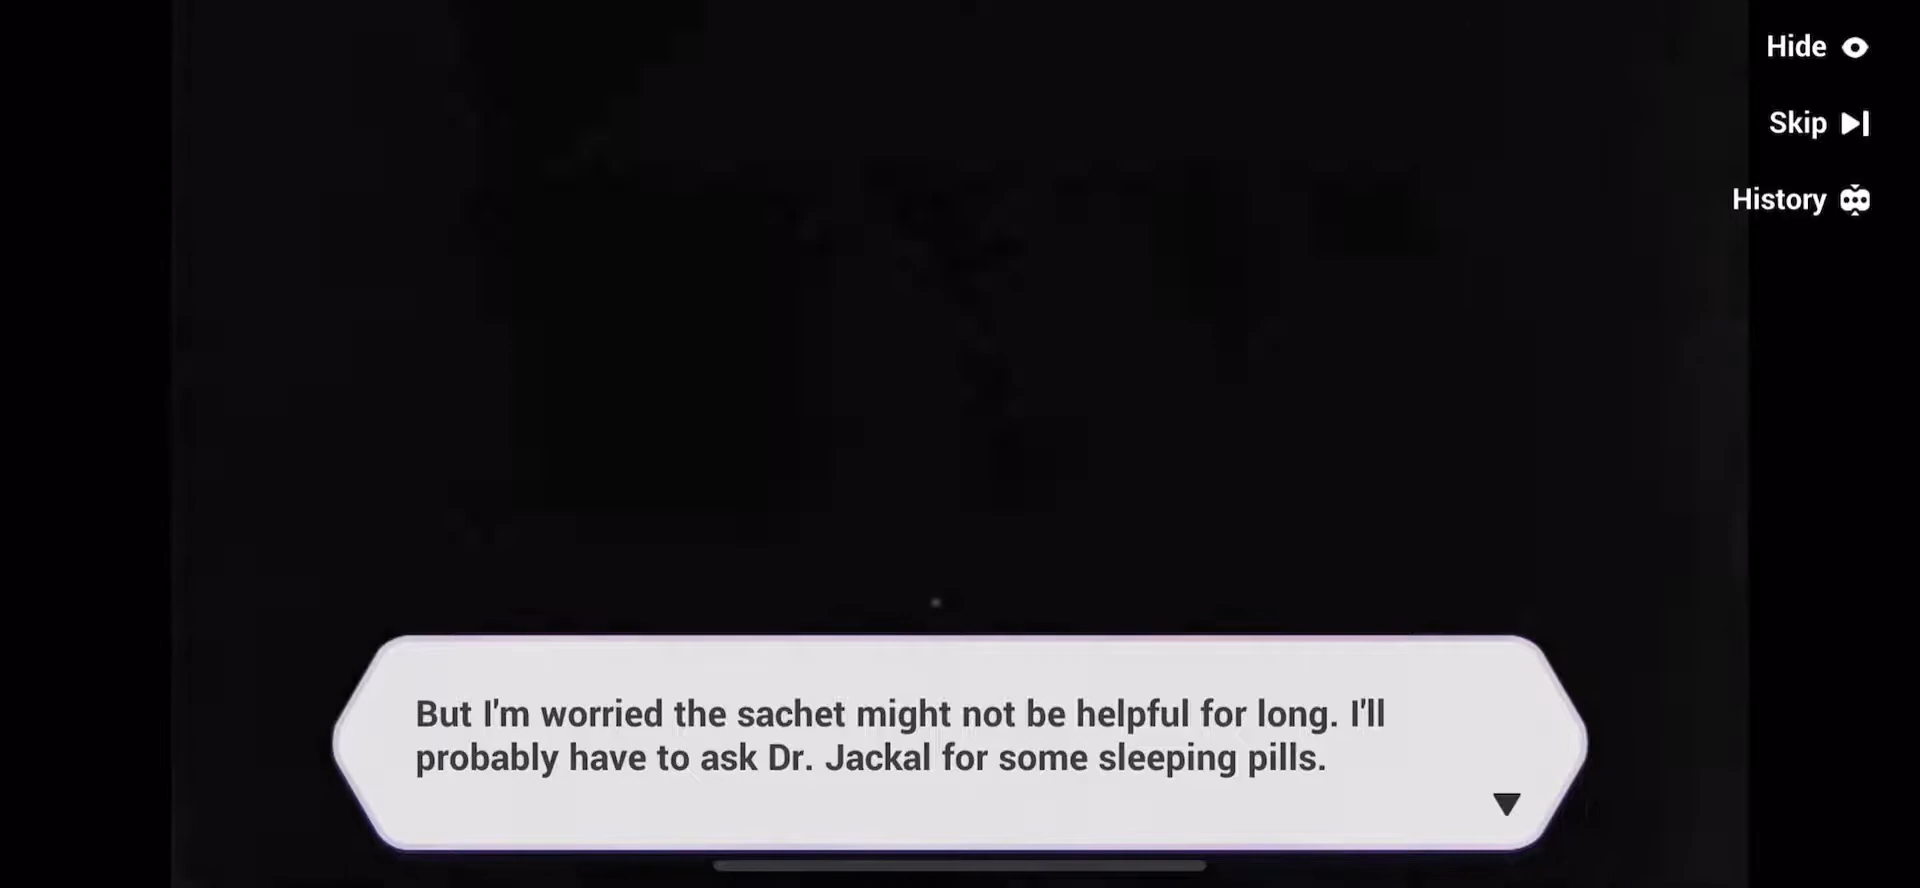 Hide
Skip
History
But I'm worried the sachet might not be helpful for long. I'll
probably have to ask Dr. Jackal for some sleeping pills.